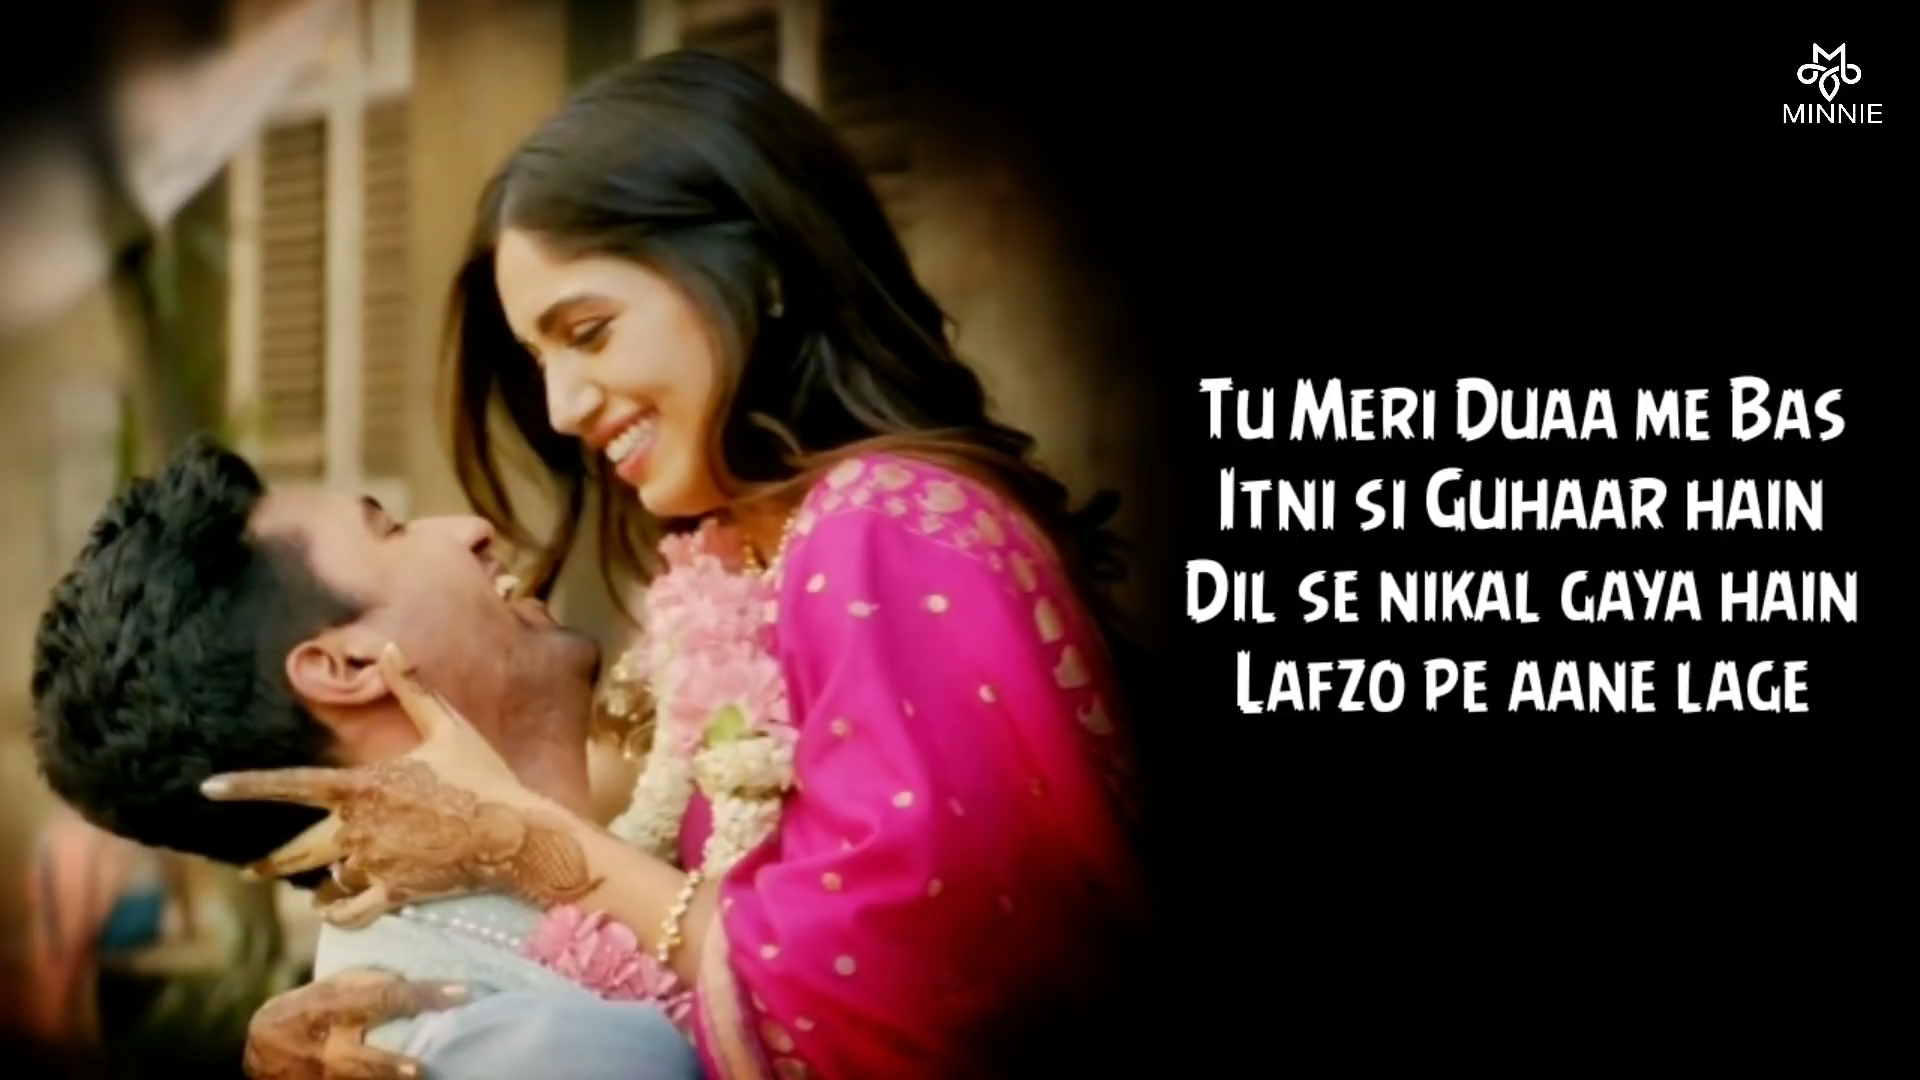 MINNIE
Tu Meri Duaa me Bas
Itni si Guhaar hain
Dil se nikal gaya hain
Lafzo pe aane lage